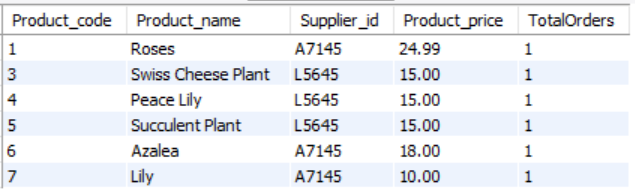 Product_code Product_name Supplier_id Product_price TotalOrders
1 Roses A7145 24.99 1
3 Swiss Cheese Plant L5645 15.00 1
4 Peace Lily L5645 15.00 1
5 Succulent Plant L5645 15.00 1
6 Azalea A7145 18.00 1
7 Lily A7145 10.00 1